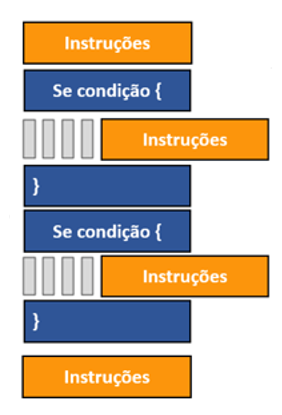 Instruções
Se condição {
Instruções
}
Se condição {
Instruções
}
Instruções